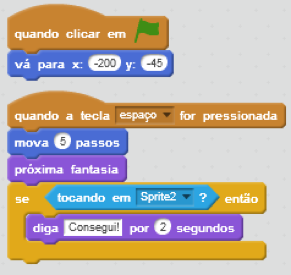 quando clicar em
vá para x: -200 y: -45
quando a tecla espaço for pressionada
mova 5 passos
próxima fantasia
se tocando em Sprite2 ? então
diga Consegui! por 2 segundos